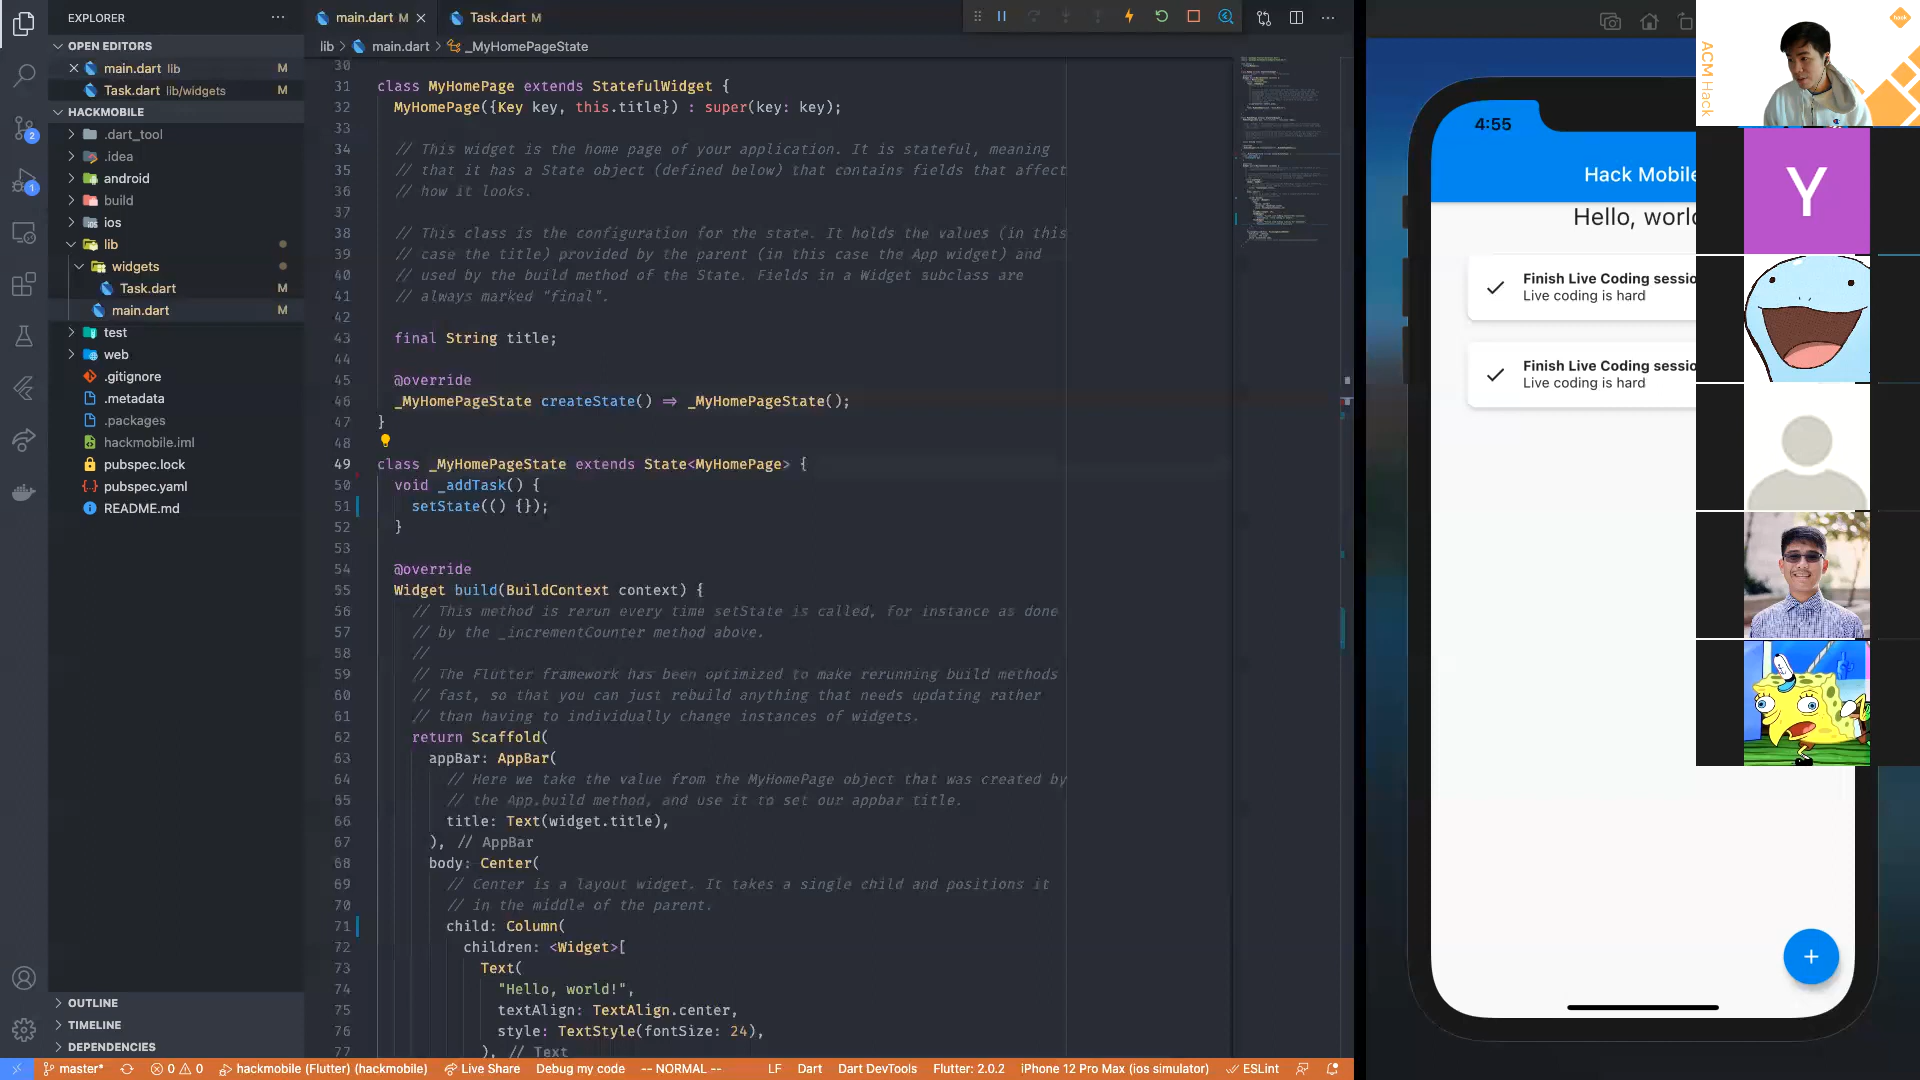 EXPLORER
OPEN EDITORS
main.dart lib M
Task.dart lib/widgets M
HACKMOBILE
.dart_tool
.idea
android
build
ios
lib
widgets
Task.dart M
main.dart M
test
web
.gitignore
.metadata
.packages
hackmobile.iml
pubspec.lock
pubspec.yaml
README.md
OUTLINE
TIMELINE
DEPENDENCIES
2
1
main.dart M
Task.dart M
lib > main.dart > _MyHomePageState
30
31 class MyHomePage extends StatefulWidget {
32 MyHomePage({Key key, this.title}) : super(key: key);
33
34 // This widget is the home page of your application. It is stateful, meaning
35 // that it has a State object (defined below) that contains fields that affect
36 // how it looks.
37
38 // This class is the configuration for the state. It holds the values (in this
39 // case the title) provided by the parent (in this case the App widget) and
40 // used by the build method of the State. Fields in a Widget subclass are
41 // always marked "final".
42
43 final String title;
44
45 @override
46 _MyHomePageState createState() => _MyHomePageState();
47 }
48
49 class _MyHomePageState extends State<MyHomePage> {
50 void _addTask() {
51 setState(() {});
52 }
53
54 @override
55 Widget build(BuildContext context) {
56 // This method is rerun every time setState is called, for instance as done
57 // by the _incrementCounter method above.
58 //
59 // The Flutter framework has been optimized to make rerunning build methods
60 // fast, so that you can just rebuild anything that needs updating rather
61 // than having to individually change instances of widgets.
62 return Scaffold(
63 appBar: AppBar(
64 // Here we take the value from the MyHomePage object that was created by
65 // the App.build method, and use it to set our appbar title.
66 title: Text(widget.title),
67 ), // AppBar
68 body: Center(
69 // Center is a layout widget. It takes a single child and positions it
70 // in the middle of the parent.
71 child: Column(
72 children: <Widget>[
73 Text(
74 "Hello, world!",
75 textAlign: TextAlign.center,
76 style: TextStyle(fontSize: 24),
77 ), // Text
master*
0 0
hackmobile (Flutter) (hackmobile)
Live Share
Debug my code
-- NORMAL --
LF
Dart
Dart DevTools
Flutter: 2.0.2
iPhone 12 Pro Max (ios simulator)
ESLint
4:55
Hack Mobile
Hello, world
Finish Live Coding sessio
Live coding is hard
Finish Live Coding sessio
Live coding is hard
+
ACM Hack
hack
Y